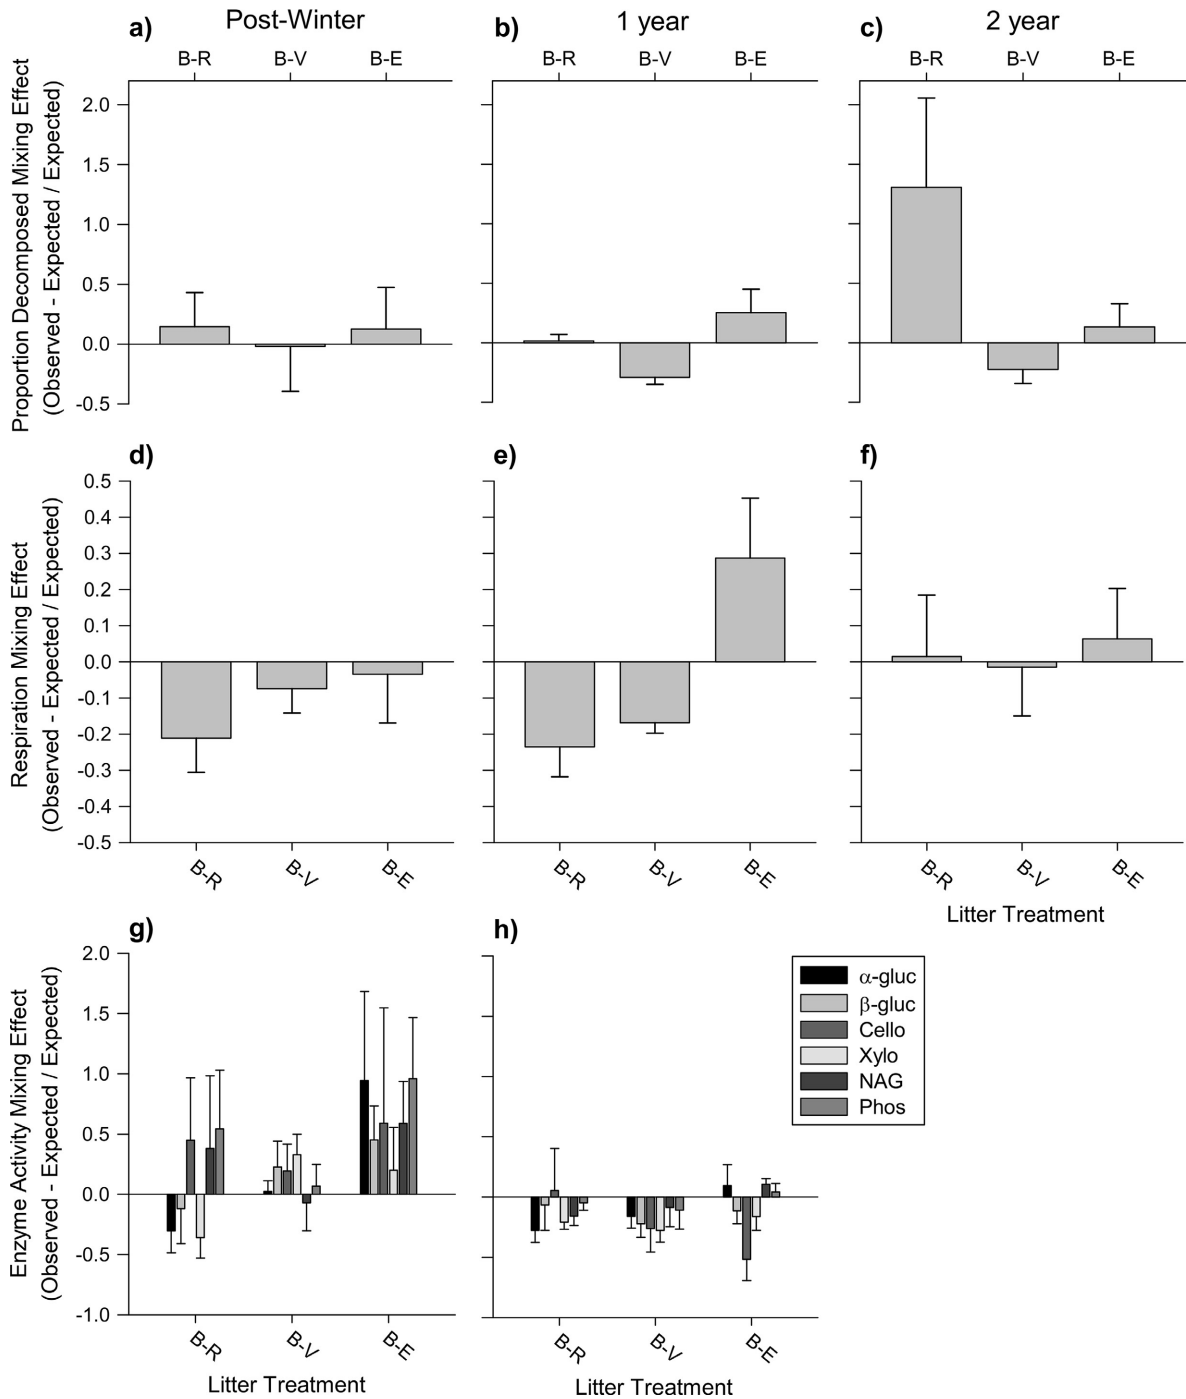 a) Post-Winter b) 1 year c) 2 year
B-R B-V B-E B-R B-V B-E B-R B-V B-E
Proportion Decomposed Mixing Effect
(Observed - Expected / Expected)
2.0
1.5
1.0
0.5
0.0
-0.5
d) e) f)
Respiration Mixing Effect
(Observed - Expected / Expected)
0.5
0.4
0.3
0.2
0.1
0.0
-0.1
-0.2
-0.3
-0.4
-0.5
B-R B-V B-E B-R B-V B-E B-R B-V B-E
Litter Treatment
g) h)
Enzyme Activity Mixing Effect
(Observed - Expected / Expected)
2.0
1.5
1.0
0.5
0.0
-0.5
-1.0
α-gluc
β-gluc
Cello
Xylo
NAG
Phos
B-R B-V B-E B-R B-V B-E
Litter Treatment Litter Treatment